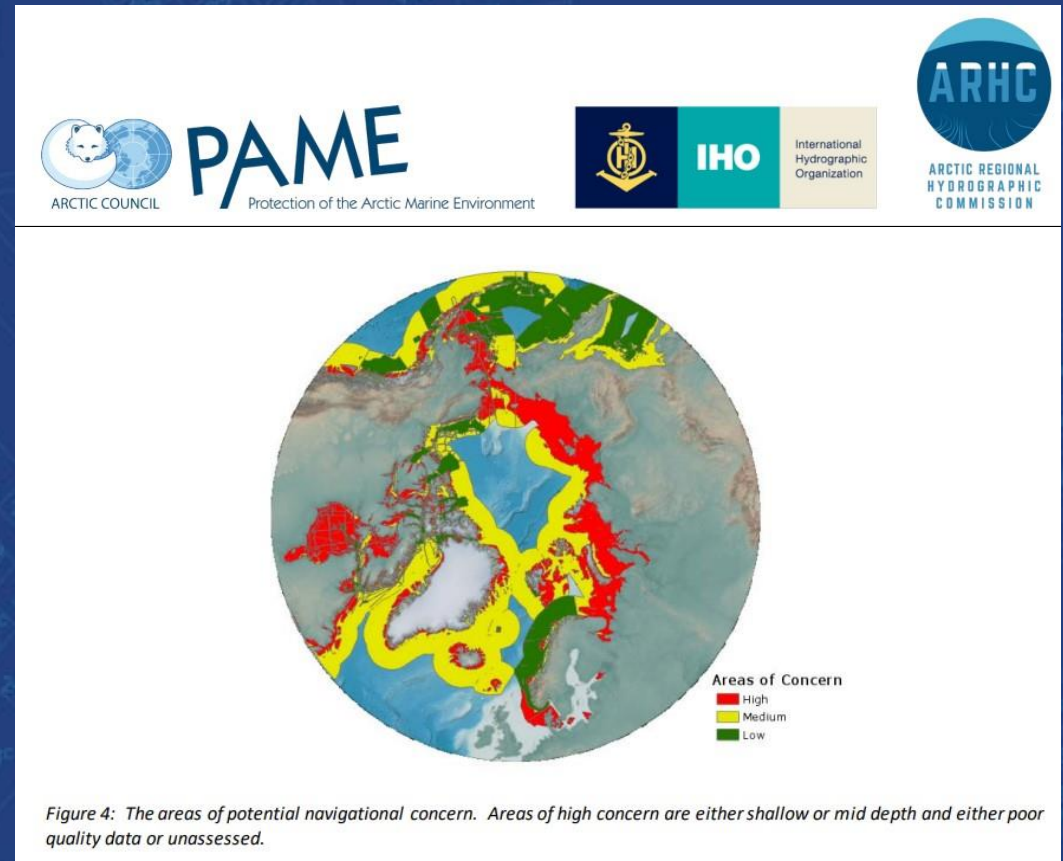 ARCTIC COUNCIL
PAME
Protection of the Arctic Marine Environment
IHO
International
Hydrographic
Organization
ARHC
ARCTIC REGIONAL
HYDROGRAPHIC
COMMISSION
Areas of Concern
High
Medium
Low
Figure 4: The areas of potential navigational concern. Areas of high concern are either shallow or mid depth and either poor
quality data or unassessed.